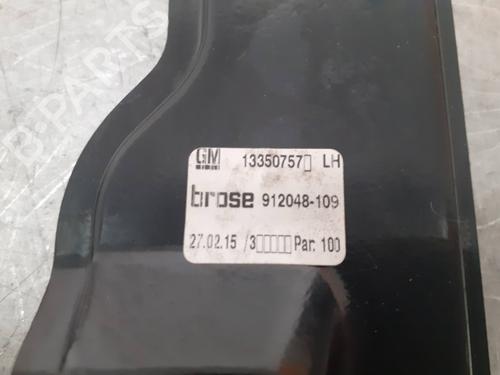 B-PARTS
GM 13350757▯ LH
brose 912048-109
27.02.15 /3▯▯▯▯▯ Par. 100